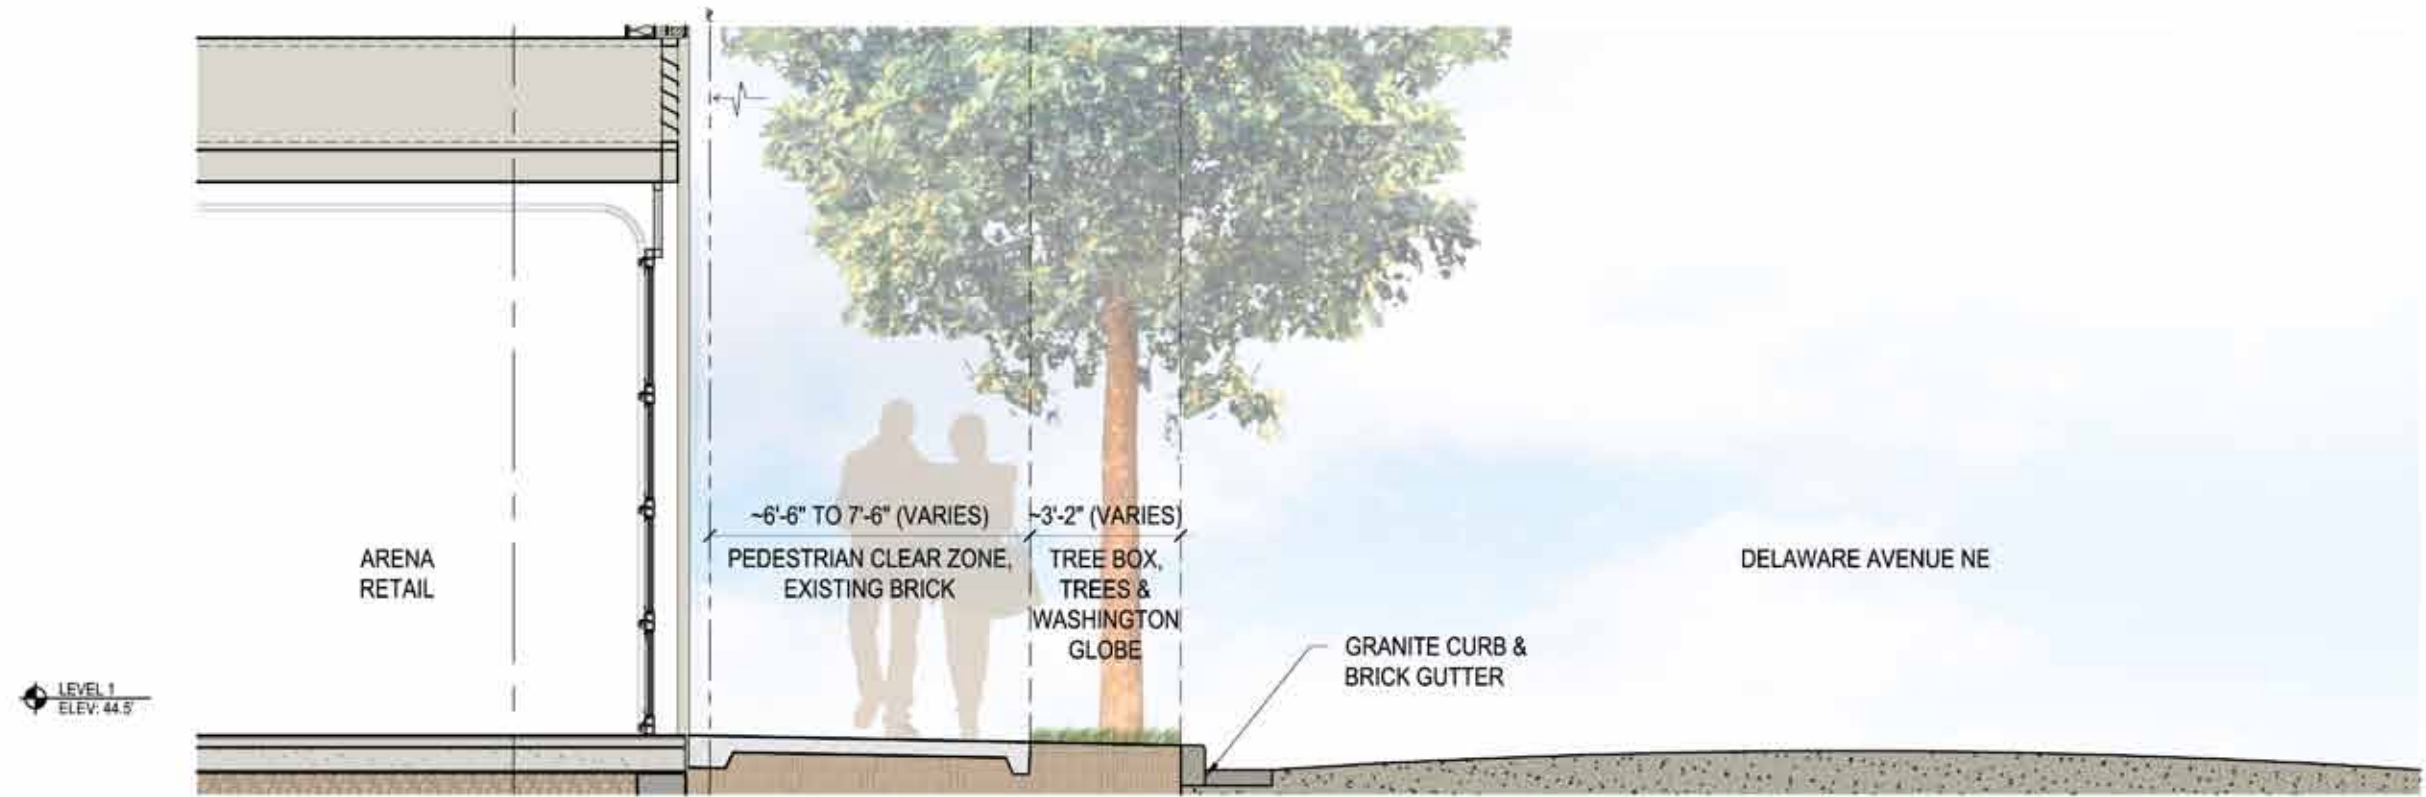 ~6'-6" TO 7'-6" (VARIES)
~3'-2" (VARIES)
ARENA
RETAIL
PEDESTRIAN CLEAR ZONE,
EXISTING BRICK
TREE BOX,
TREES &
WASHINGTON
GLOBE
DELAWARE AVENUE NE
GRANITE CURB &
BRICK GUTTER
LEVEL 1
ELEV: 44.5'